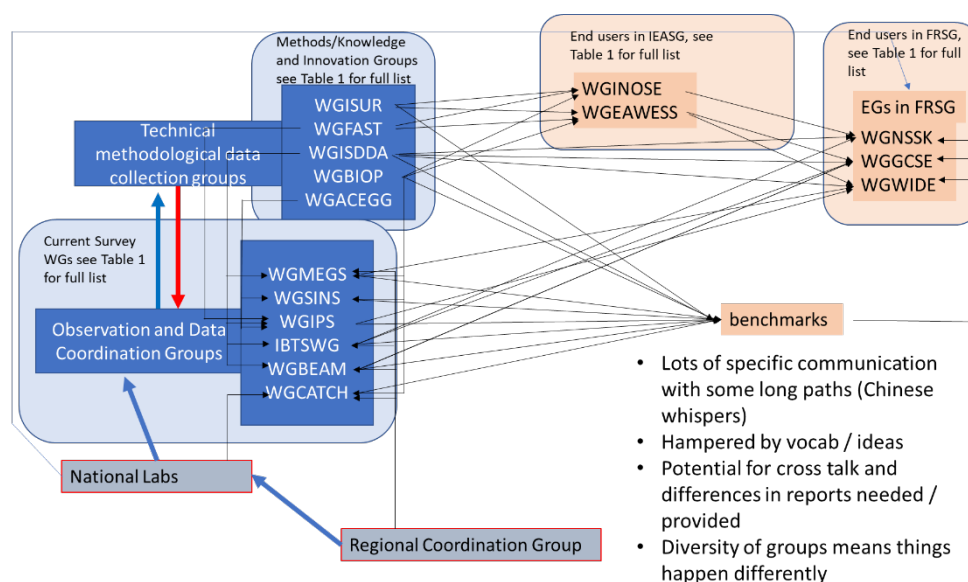 Methods/Knowledge
and Innovation Groups
see Table 1 for full list
WGISUR
WGFAST
WGISDDA
WGBIOP
WGACEGG
Technical
methodological data
collection groups
End users in IEASG, see
Table 1 for full list
WGINOSE
WGEAWESS
End users in FRSG,
see Table 1 for full
list
EGs in FRSG
WGNSSK
WGGCSE
WGWIDE
Current Survey
WGs see Table 1
for full list
Observation and Data
Coordination Groups
WGMEGS
WGSINS
WGIPS
IBTSWG
WGBEAM
WGCATCH
benchmarks
National Labs
Regional Coordination Group
• Lots of specific communication
with some long paths (Chinese
whispers)
• Hampered by vocab / ideas
• Potential for cross talk and
differences in reports needed /
provided
• Diversity of groups means things
happen differently